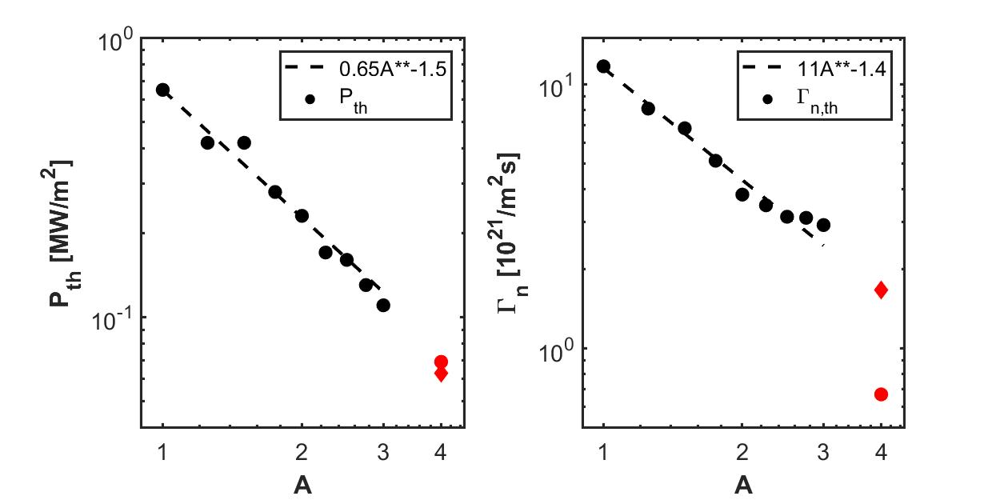 10^0
10^-1
P_th [MW/m^2]
0.65A**-1.5
P_th
1 2 3 4
A
10^1
10^0
Γ_n [10^21/m^2s]
11A**-1.4
Γ_n,th
1 2 3 4
A